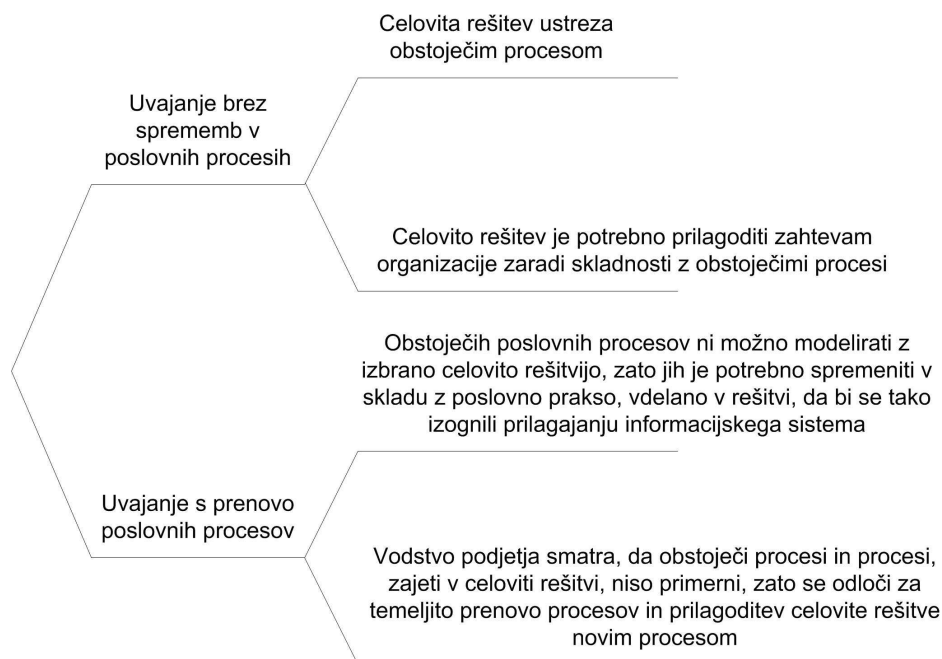 Celovita rešitev ustreza
obstoječim procesom
Uvajanje brez
sprememb v
poslovnih procesih
Celovito rešitev je potrebno prilagoditi zahtevam
organizacije zaradi skladnosti z obstoječimi procesi
Obstoječih poslovnih procesov ni možno modelirati z
izbrano celovito rešitvijo, zato jih je potrebno spremeniti v
skladu z poslovno prakso, vdelano v rešitvi, da bi se tako
izognili prilagajanju informacijskega sistema
Uvajanje s prenovo
poslovnih procesov
Vodstvo podjetja smatra, da obstoječi procesi in procesi,
zajeti v celoviti rešitvi, niso primerni, zato se odloči za
temeljito prenovo procesov in prilagoditev celovite rešitve
novim procesom